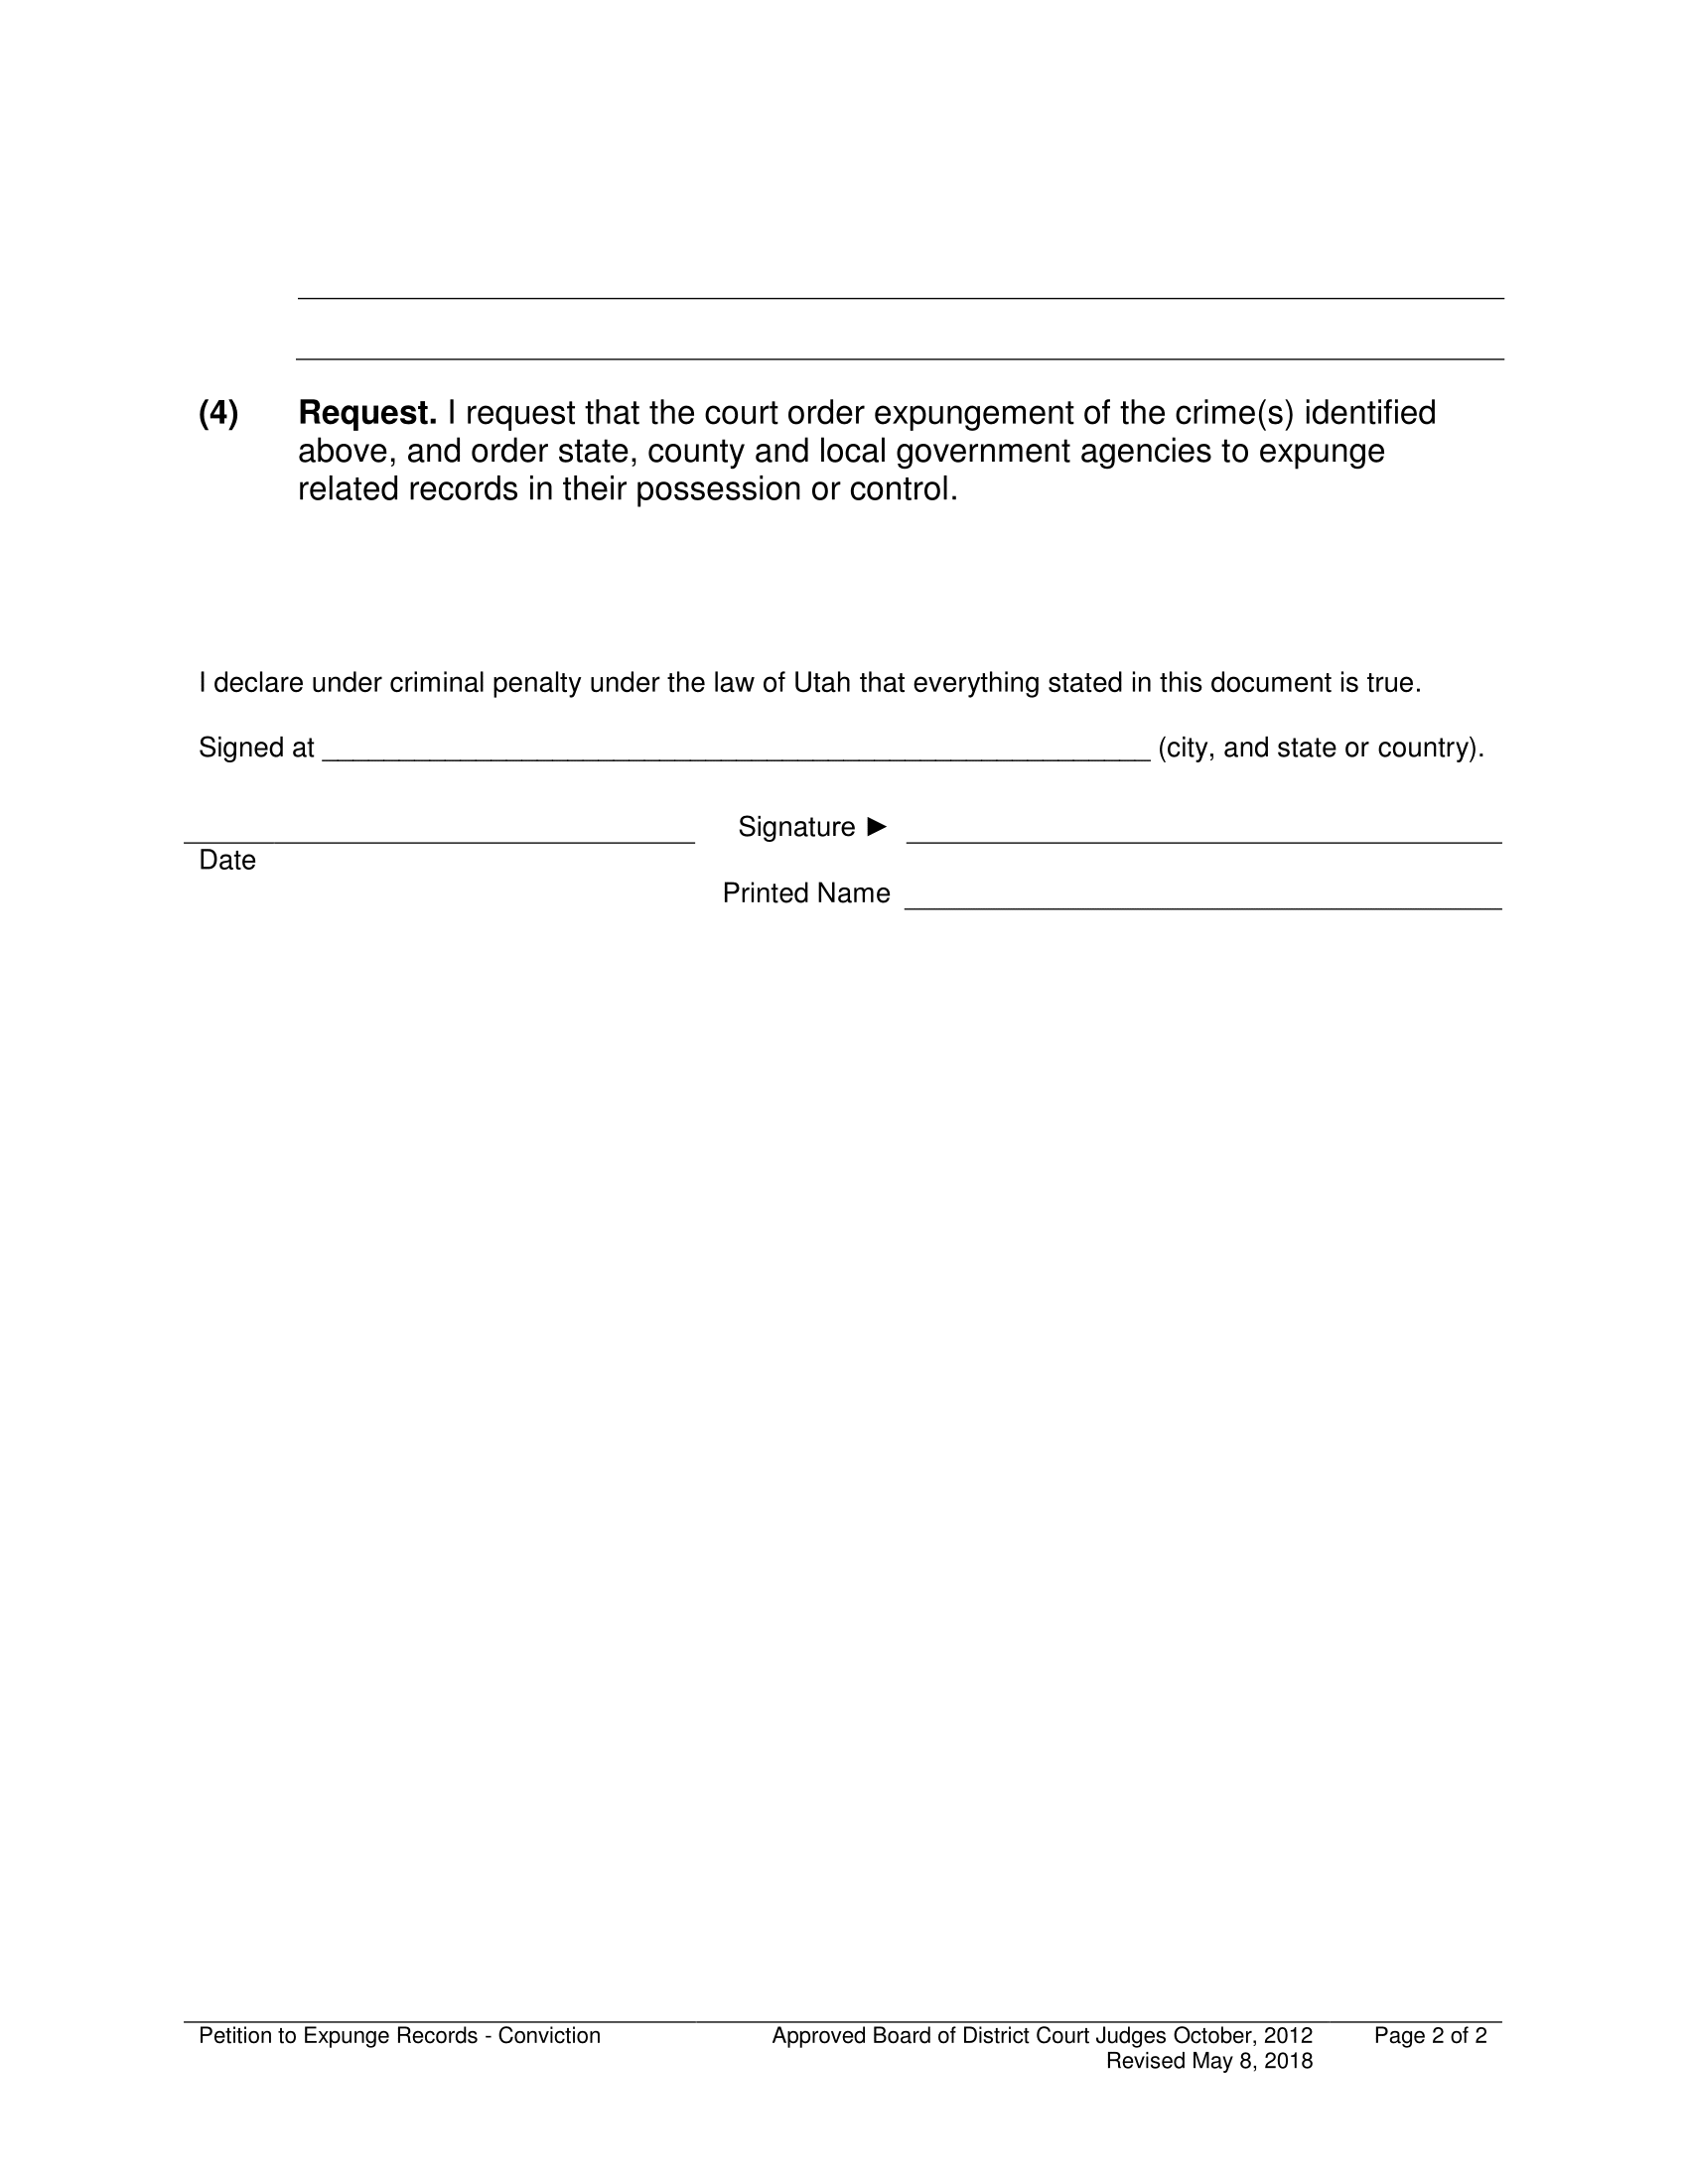 (4) Request. I request that the court order expungement of the crime(s) identified
above, and order state, county and local government agencies to expunge
related records in their possession or control.
I declare under criminal penalty under the law of Utah that everything stated in this document is true.
Signed at ______________________________________________________ (city, and state or country).
Signature ►
Date
Printed Name
Petition to Expunge Records - Conviction Approved Board of District Court Judges October, 2012 Page 2 of 2
Revised May 8, 2018